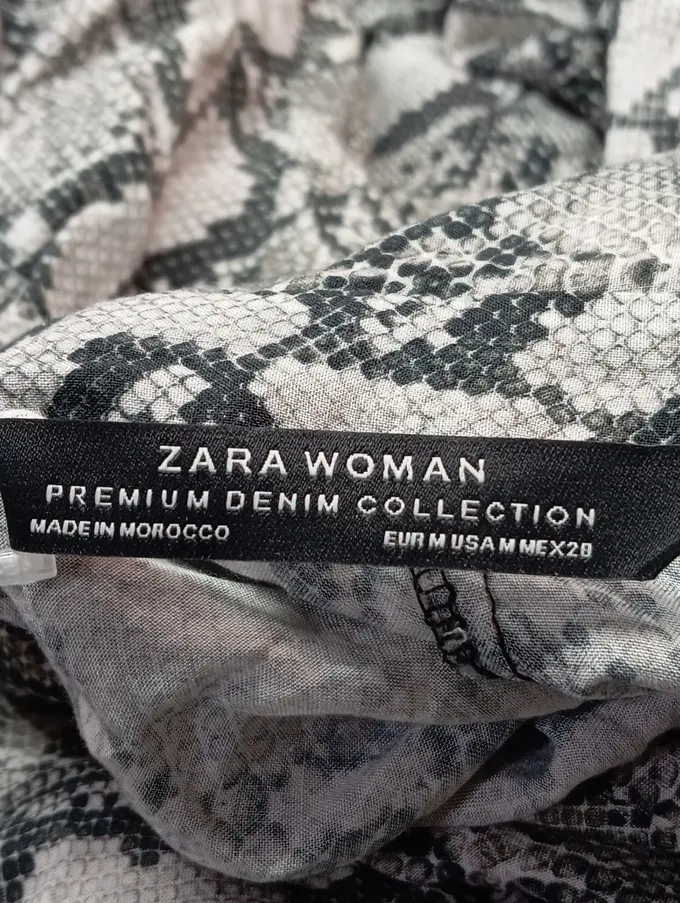 ZARA WOMAN
PREMIUM DENIM COLLECTION
MADE IN MOROCCO EUR M USA M MEX 28